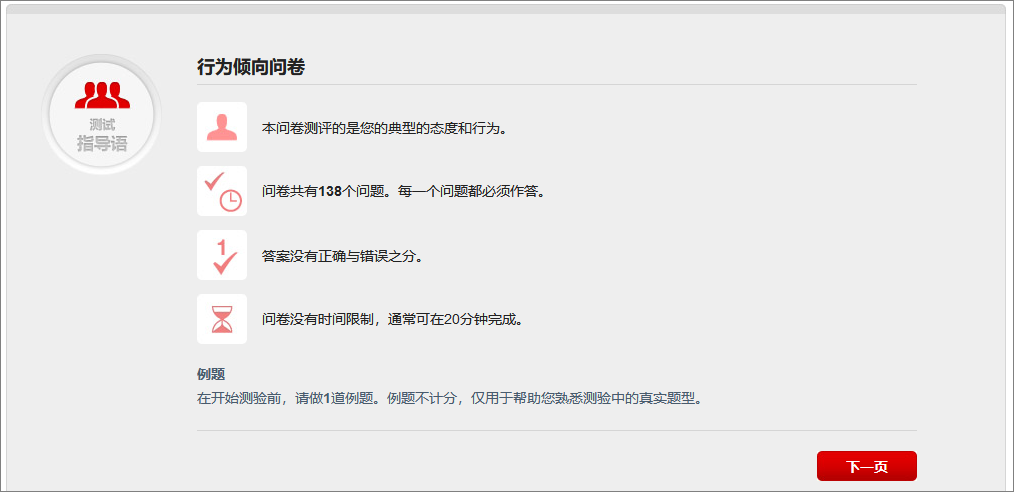 行为倾向问卷
测试
指导语
本问卷测评的是您的典型的态度和行为。
问卷共有138个问题。每一个问题都必须作答。
1
答案没有正确与错误之分。
问卷没有时间限制，通常可在20分钟完成。
例题
在开始测验前，请做1道例题。例题不计分，仅用于帮助您熟悉测验中的真实题型。
下一页